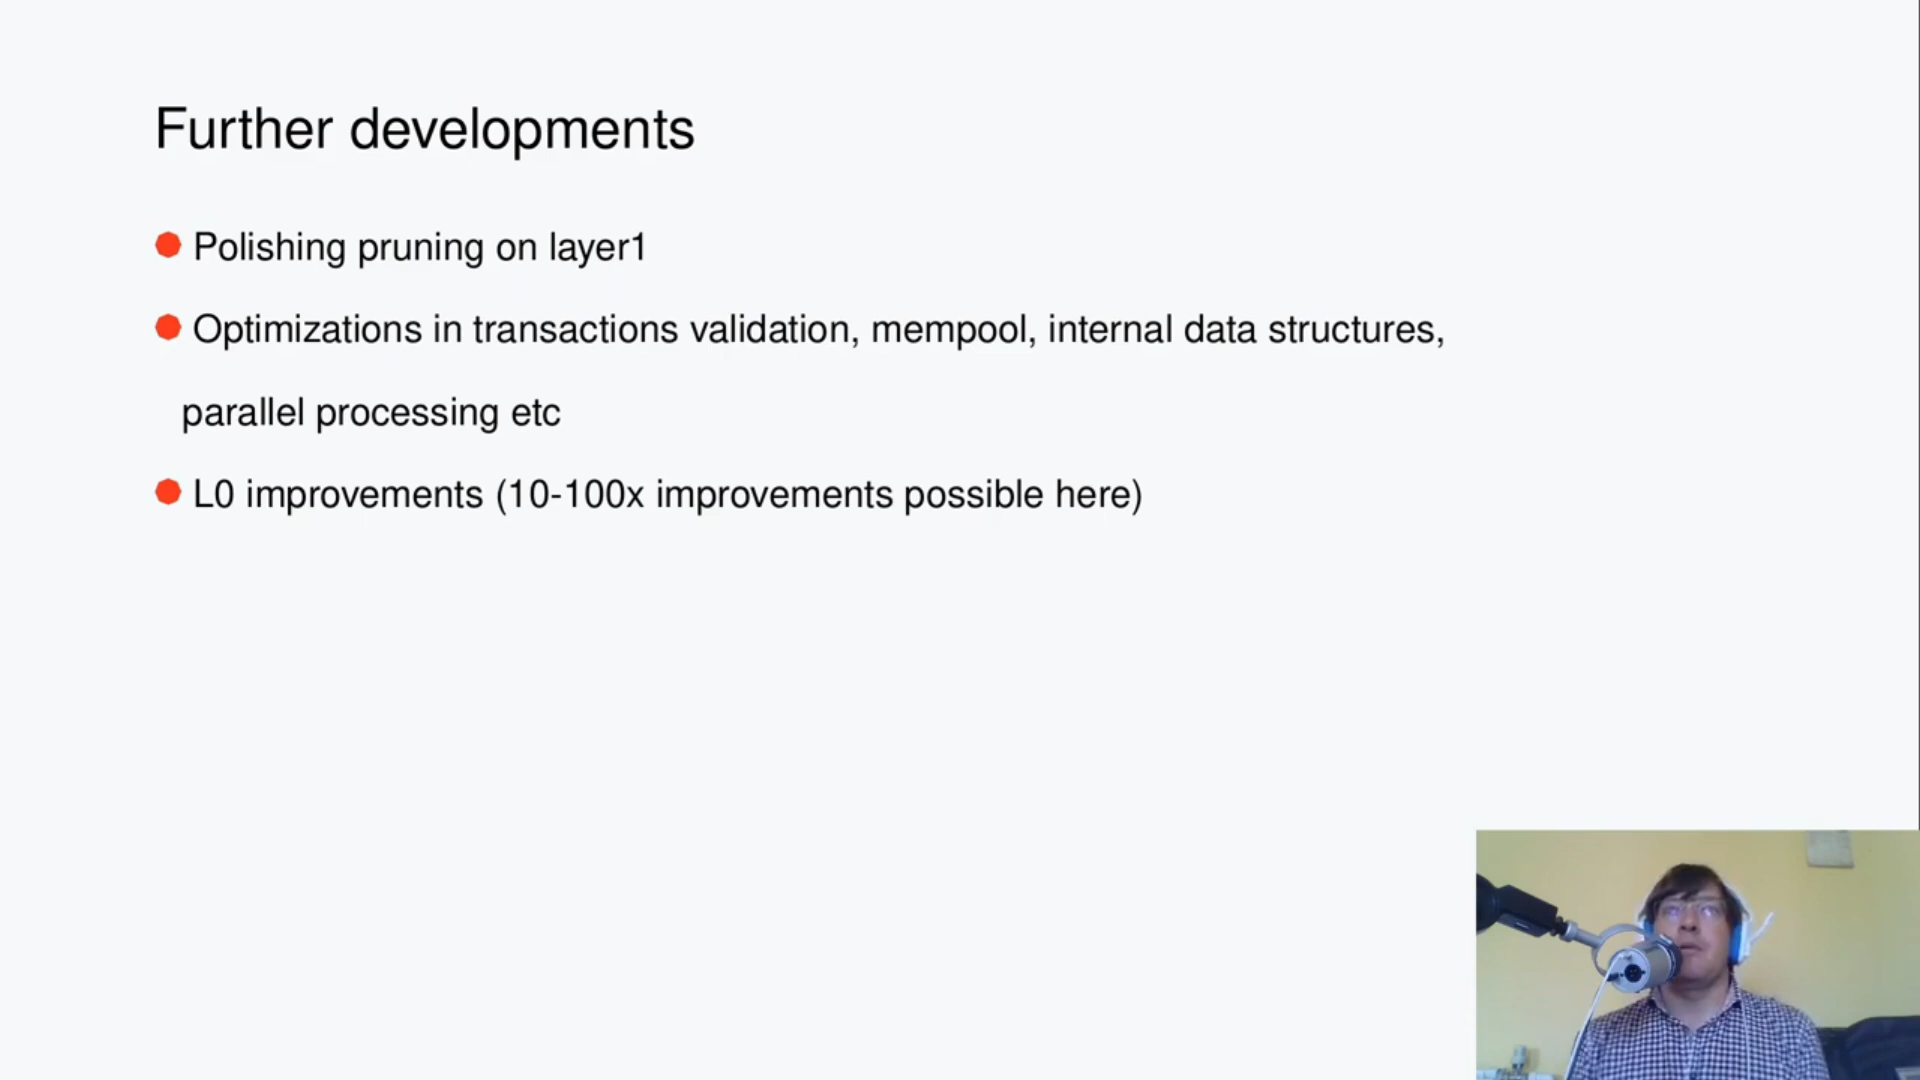 Further developments
Polishing pruning on layer1
Optimizations in transactions validation, mempool, internal data structures,
parallel processing etc
L0 improvements (10-100x improvements possible here)